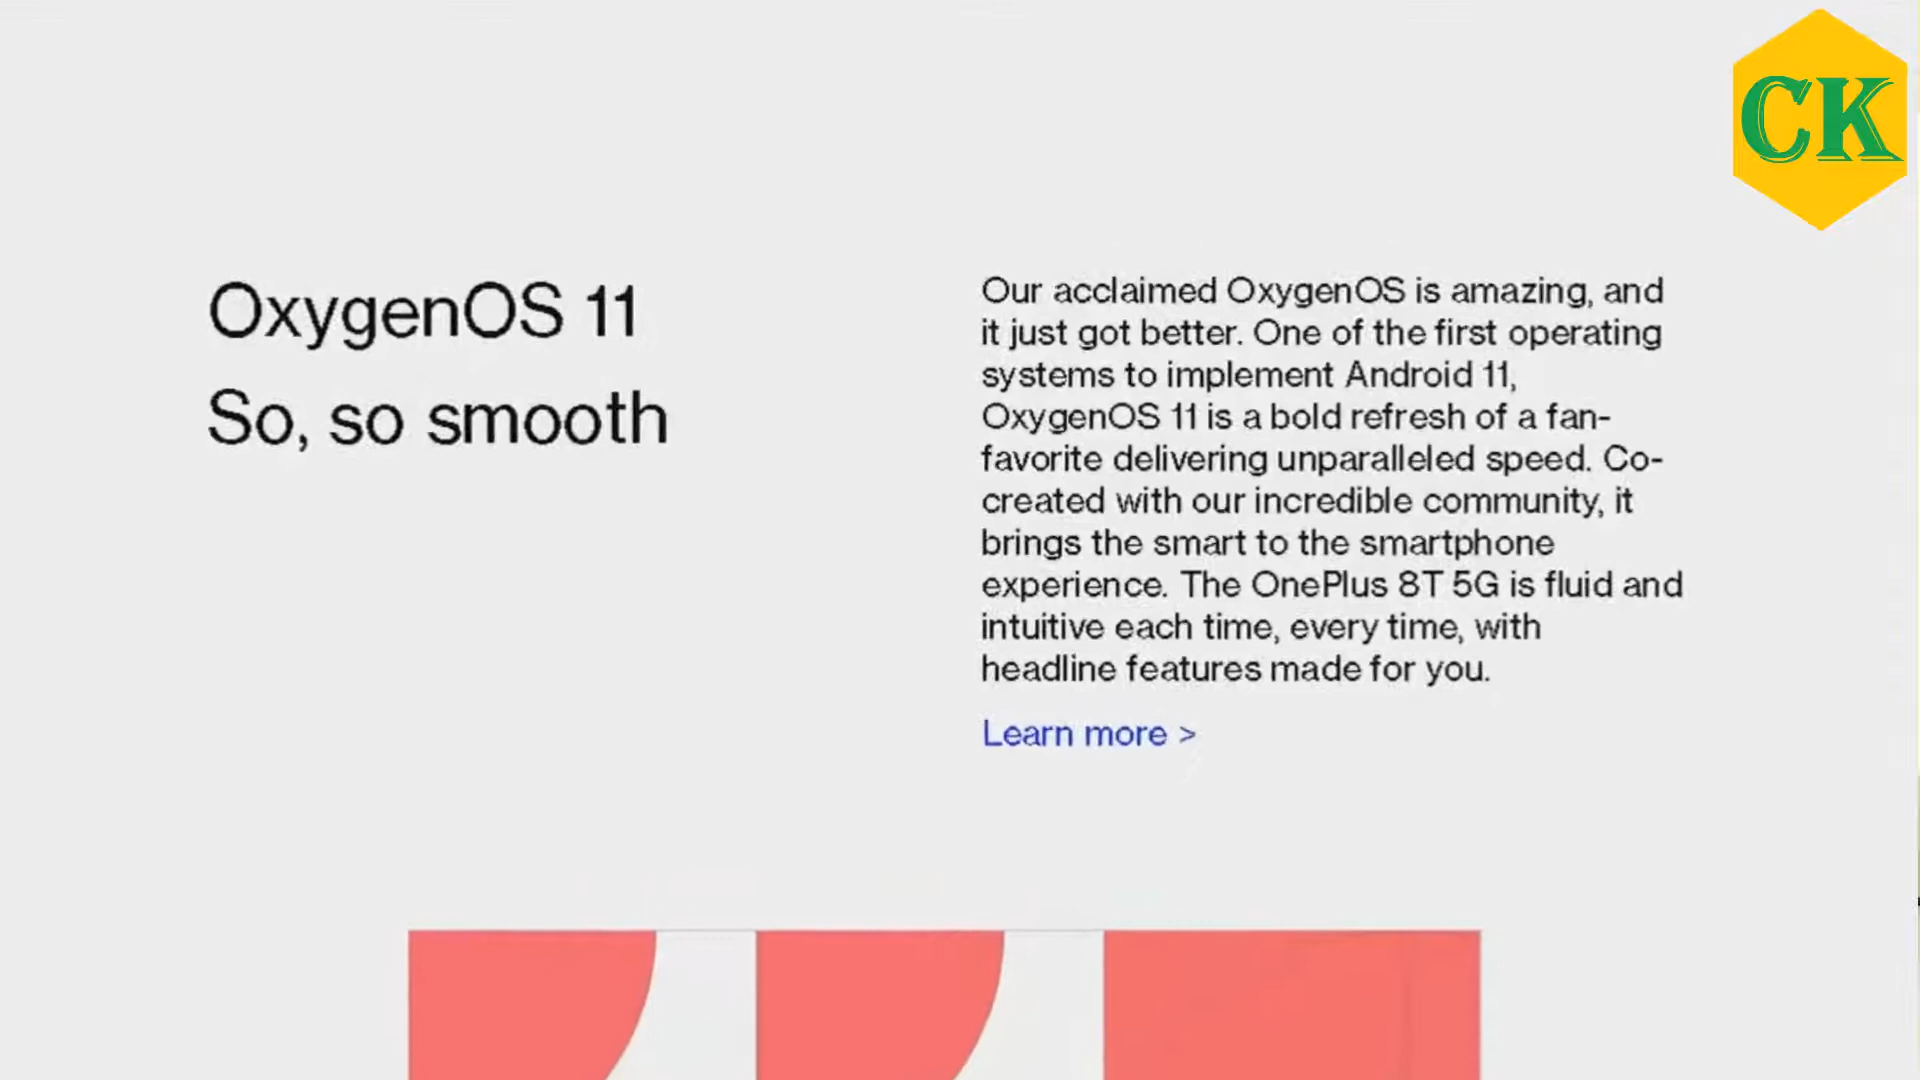 CK
OxygenOS 11
So, so smooth
Our acclaimed OxygenOS is amazing, and
it just got better. One of the first operating
systems to implement Android 11,
OxygenOS 11 is a bold refresh of a fan-
favorite delivering unparalleled speed. Co-
created with our incredible community, it
brings the smart to the smartphone
experience. The OnePlus 8T 5G is fluid and
intuitive each time, every time, with
headline features made for you.
Learn more >